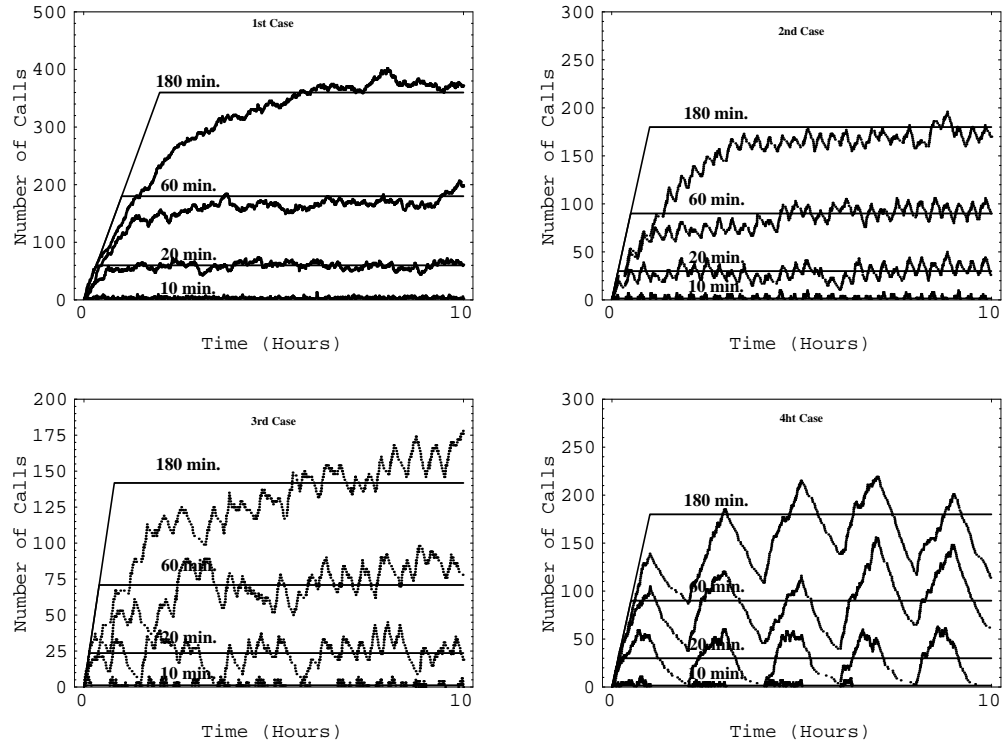 1st Case
Number of Calls
500
400
300
200
100
0
180 min.
60 min.
20 min.
10 min.
0
10
Time (Hours)
2nd Case
Number of Calls
300
250
200
150
100
50
0
180 min.
60 min.
20 min.
10 min.
0
10
Time (Hours)
3rd Case
Number of Calls
200
175
150
125
100
75
50
25
0
180 min.
60 min.
20 min.
10 min.
0
10
Time (Hours)
4ht Case
Number of Calls
300
250
200
150
100
50
0
180 min.
60 min.
20 min.
10 min.
0
10
Time (Hours)